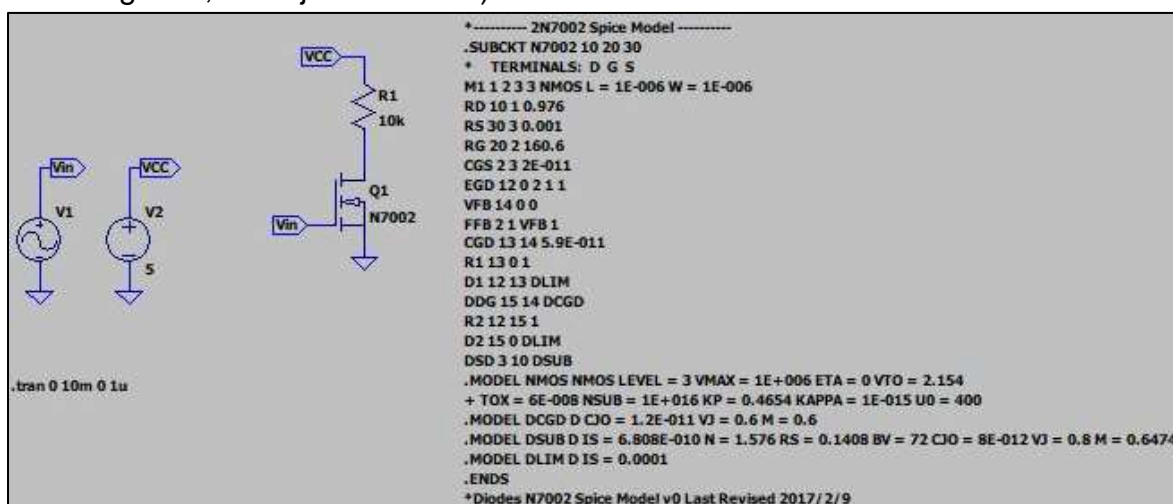 VCC
R1
10k
Vin
VCC
V1
V2
5
Q1
N7002
Vin
.tran 0 10m 0 1u
*---------- 2N7002 Spice Model ----------
.SUBCKT N7002 10 20 30
* TERMINALS: D G S
M1 1 2 3 3 NMOS L = 1E-006 W = 1E-006
RD 10 1 0.976
RS 30 3 0.001
RG 20 2 160.6
CGS 2 3 2E-011
EGD 12 0 2 1 1
VFB 14 0 0
FFB 2 1 VFB 1
CGD 13 14 5.9E-011
R1 13 0 1
D1 12 13 DLIM
DDG 15 14 DCGD
R2 12 15 1
D2 15 0 DLIM
DSD 3 10 DSUB
.MODEL NMOS NMOS LEVEL = 3 VMAX = 1E+006 ETA = 0 VTO = 2.154
+ TOX = 6E-008 NSUB = 1E+016 KP = 0.4654 KAPPA = 1E-015 U0 = 400
.MODEL DCGD D CJO = 1.2E-011 VJ = 0.6 M = 0.6
.MODEL DSUB D IS = 6.808E-010 N = 1.576 RS = 0.1408 BV = 72 CJO = 8E-012 VJ = 0.8 M = 0.6474
.MODEL DLIM D IS = 0.0001
.ENDS
*Diodes N7002 Spice Model v0 Last Revised 2017/2/9